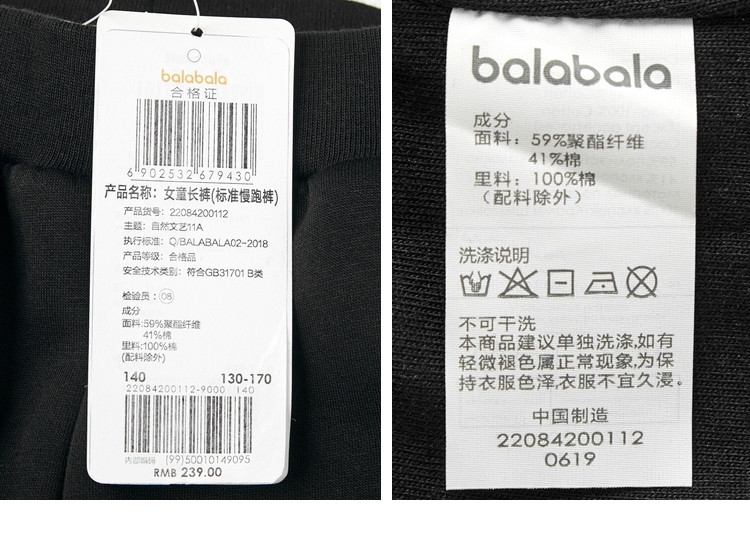 balabala
合格证
6 902532 679430
产品名称：女童长裤(标准慢跑裤)
产品货号：22084200112
主题：自然文艺11A
执行标准：Q/BALABALA02-2018
产品等级：合格品
安全技术类别：符合GB31701 B类
检验员：08
成分
面料:59%聚酯纤维
41%棉
里料:100%棉
(配料除外)
140 130-170
22084200112-9000 140
内部编码 (99)50010149095
RMB 239.00
balabala
成分
面料：59%聚酯纤维
41%棉
里料：100%棉
（配料除外）
洗涤说明
不可干洗
本商品建议单独洗涤,如有
轻微褪色属正常现象,为保
持衣服色泽,衣服不宜久浸。
中国制造
22084200112
0619